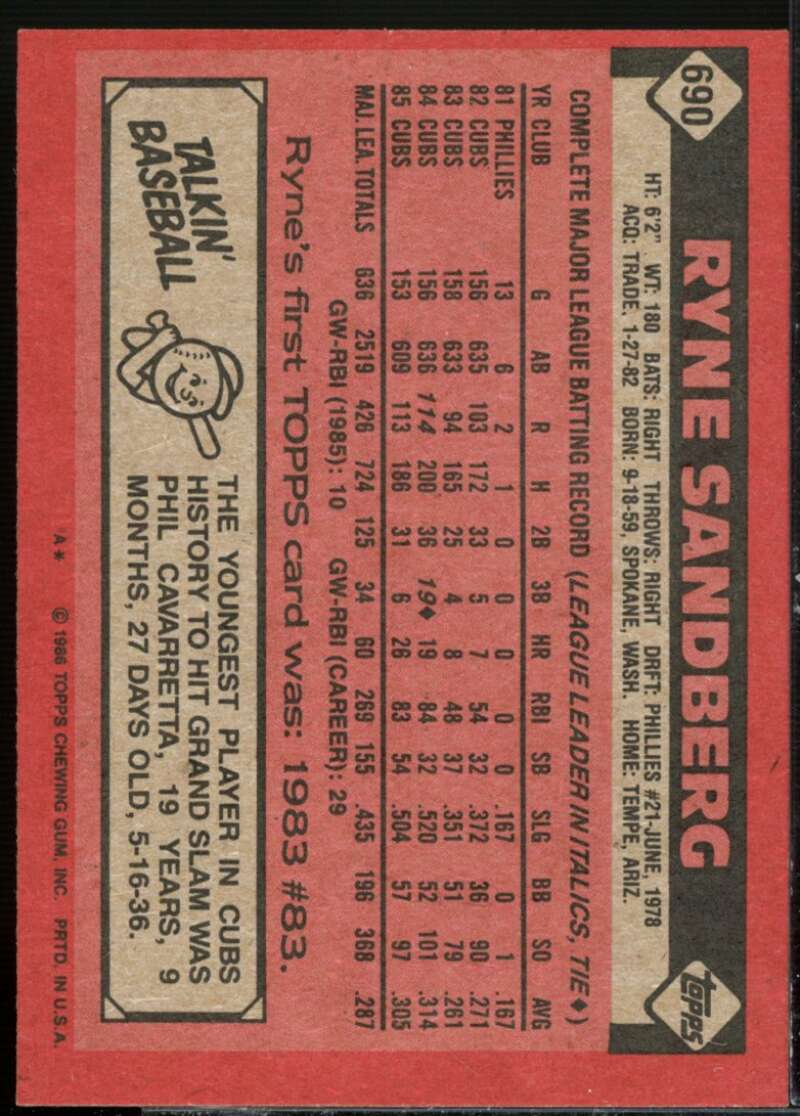 690
RYNE SANDBERG
topps
HT: 6'2" WT: 180 BATS: RIGHT THROWS: RIGHT DRFT: PHILLIES #21-JUNE, 1978
ACQ: TRADE, 1-27-82 BORN: 9-18-59, SPOKANE, WASH. HOME: TEMPE, ARIZ.
COMPLETE MAJOR LEAGUE BATTING RECORD (LEAGUE LEADER IN ITALICS, TIE♦)
YR CLUB G AB R H 2B 3B HR RBI SB SLG BB SO AVG
81 PHILLIES 13 6 2 1 0 0 0 0 0 .167 0 1 .167
82 CUBS 156 635 103 172 33 5 7 54 32 .372 36 90 .271
83 CUBS 158 633 94 165 25 4 8 48 37 .351 51 79 .261
84 CUBS 156 636 114 200 36 19♦ 19 84 32 .520 52 101 .314
85 CUBS 153 609 113 186 31 6 26 83 54 .504 57 97 .305
MAJ. LEA. TOTALS 636 2519 426 724 125 34 60 269 155 .435 196 368 .287
GW-RBI (1985): 10 GW-RBI (CAREER): 29
Ryne's first TOPPS card was: 1983 #83.
TALKIN'
BASEBALL
THE YOUNGEST PLAYER IN CUBS
HISTORY TO HIT GRAND SLAM WAS
PHIL CAVARRETTA, 19 YEARS, 9
MONTHS, 27 DAYS OLD, 5-16-36.
A* © 1986 TOPPS CHEWING GUM, INC. PRTD. IN U.S.A.